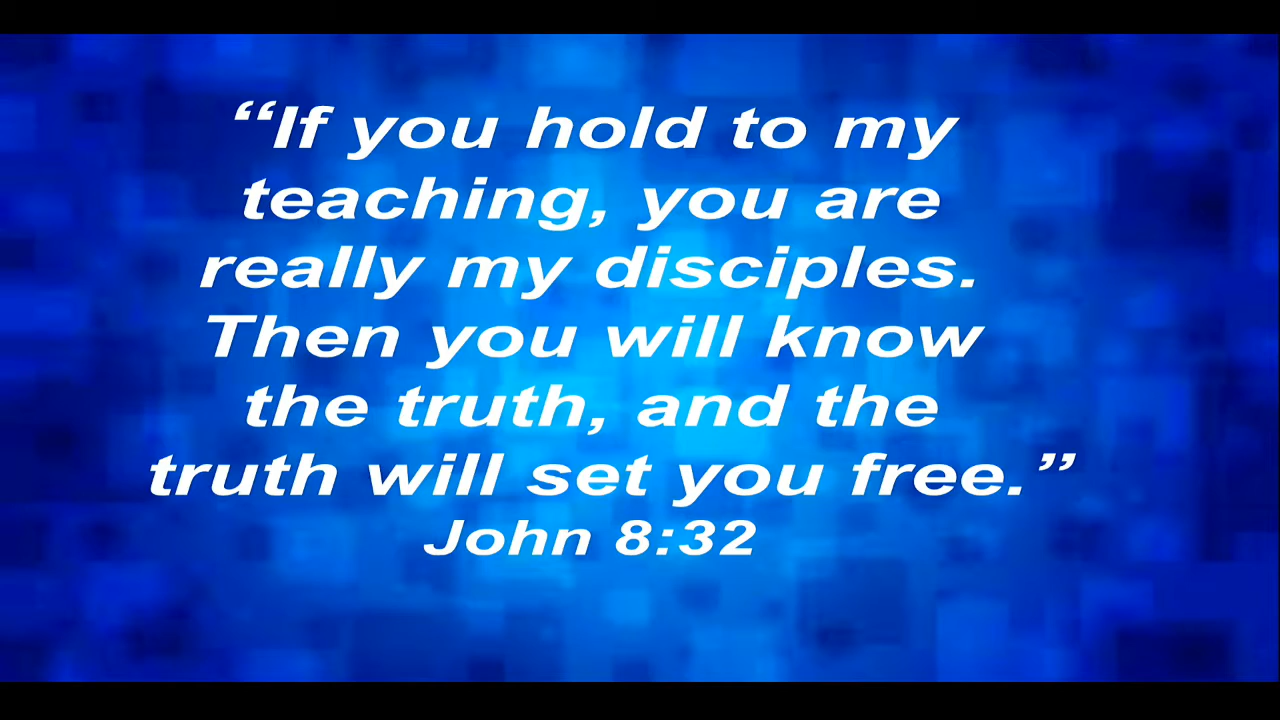 “If you hold to my
teaching, you are
really my disciples.
Then you will know
the truth, and the
truth will set you free.”
John 8:32